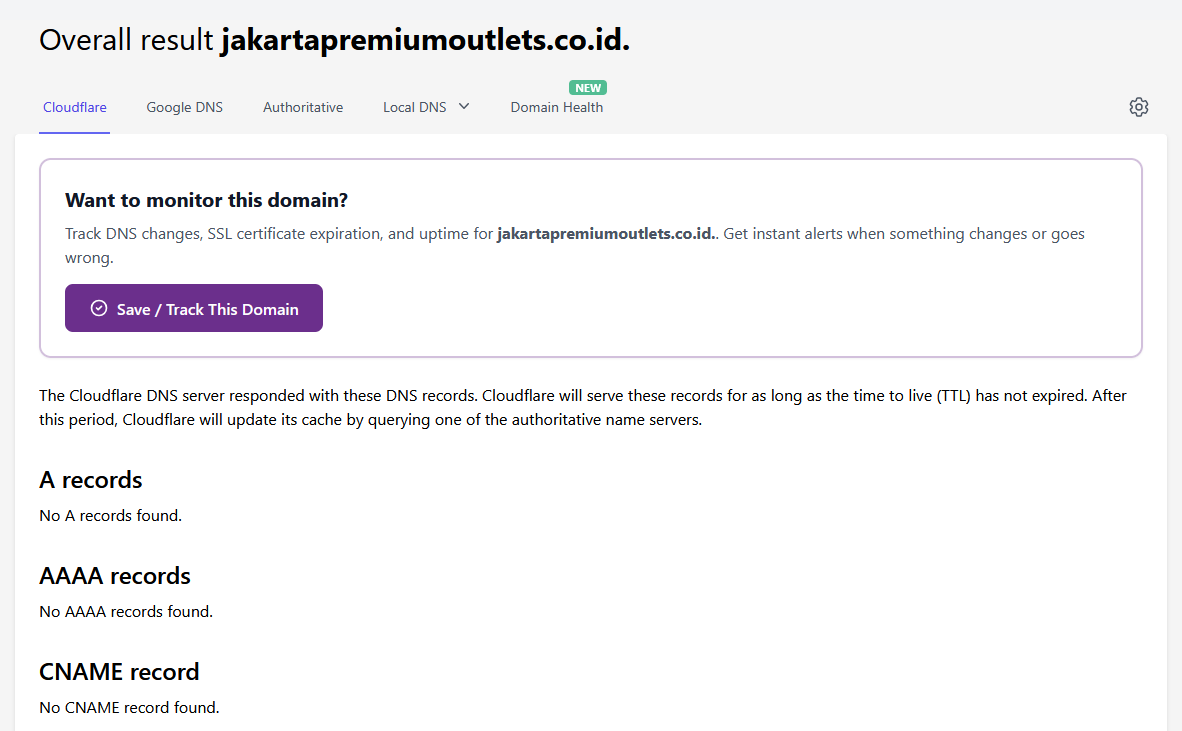 Overall result jakartapremiumoutlets.co.id.
NEW
Cloudflare Google DNS Authoritative Local DNS Domain Health
Want to monitor this domain?
Track DNS changes, SSL certificate expiration, and uptime for jakartapremiumoutlets.co.id.. Get instant alerts when something changes or goes
wrong.
Save / Track This Domain
The Cloudflare DNS server responded with these DNS records. Cloudflare will serve these records for as long as the time to live (TTL) has not expired. After
this period, Cloudflare will update its cache by querying one of the authoritative name servers.
A records
No A records found.
AAAA records
No AAAA records found.
CNAME record
No CNAME record found.